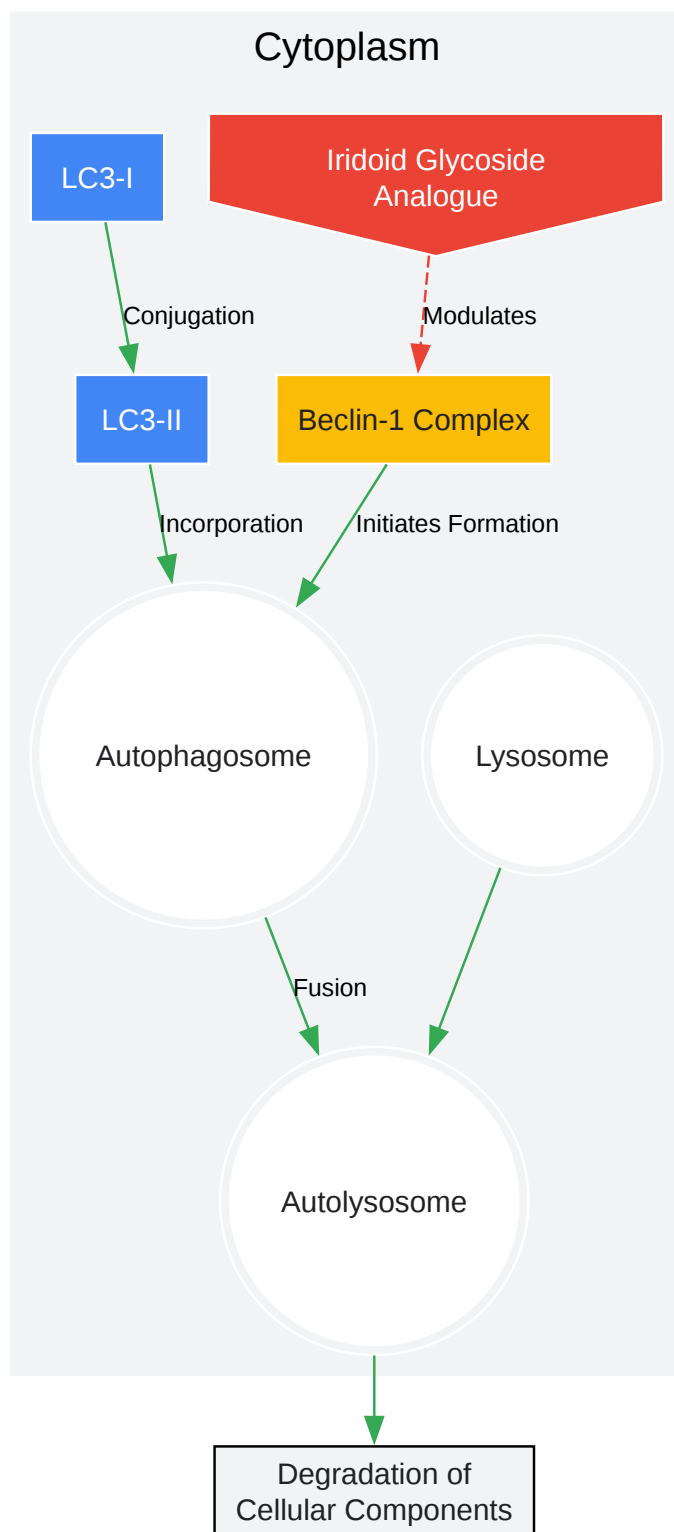 Cytoplasm
LC3-I
Iridoid Glycoside
Analogue
Conjugation
Modulates
LC3-II
Beclin-1 Complex
Incorporation
Initiates Formation
Autophagosome
Lysosome
Fusion
Autolysosome
Degradation of
Cellular Components